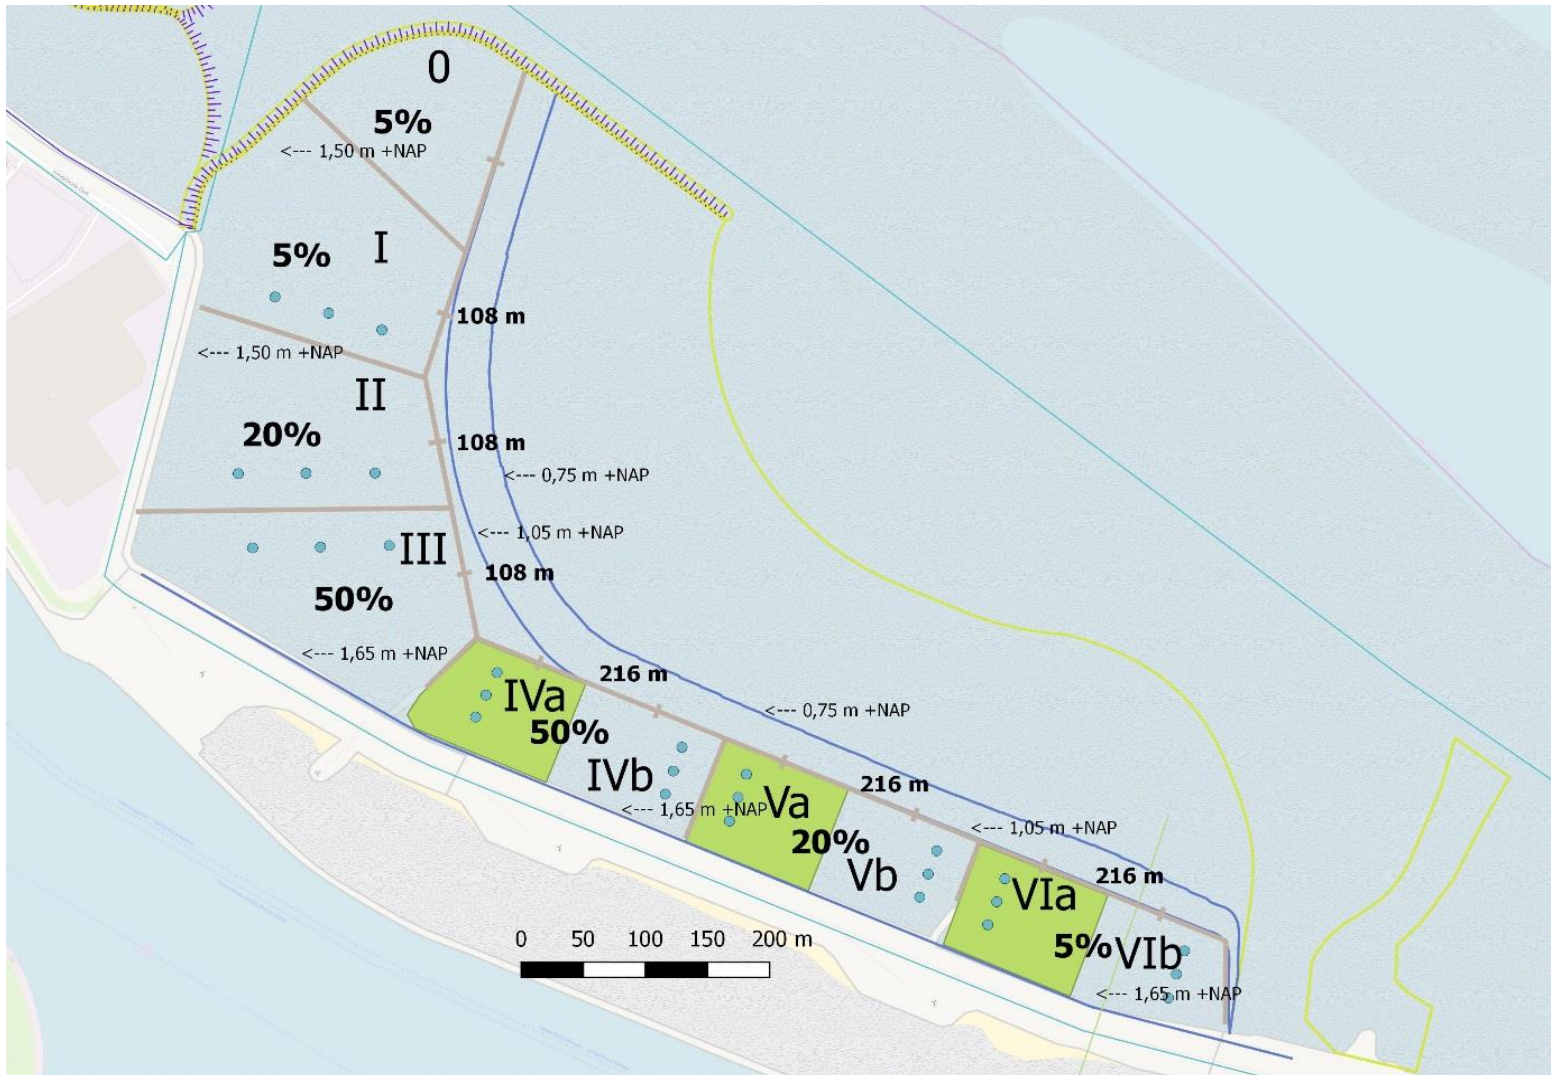 0
5%
<--- 1,50 m +NAP
I
5%
108 m
<--- 1,50 m +NAP
II
20%
108 m
<--- 0,75 m +NAP
<--- 1,05 m +NAP
III
108 m
50%
<--- 1,65 m +NAP
216 m
IVa
50%
<--- 0,75 m +NAP
IVb
216 m
<--- 1,65 m +NAP
Va
20%
<--- 1,05 m +NAP
Vb
216 m
VIa
5%
VIb
0 50 100 150 200 m
<--- 1,65 m +NAP